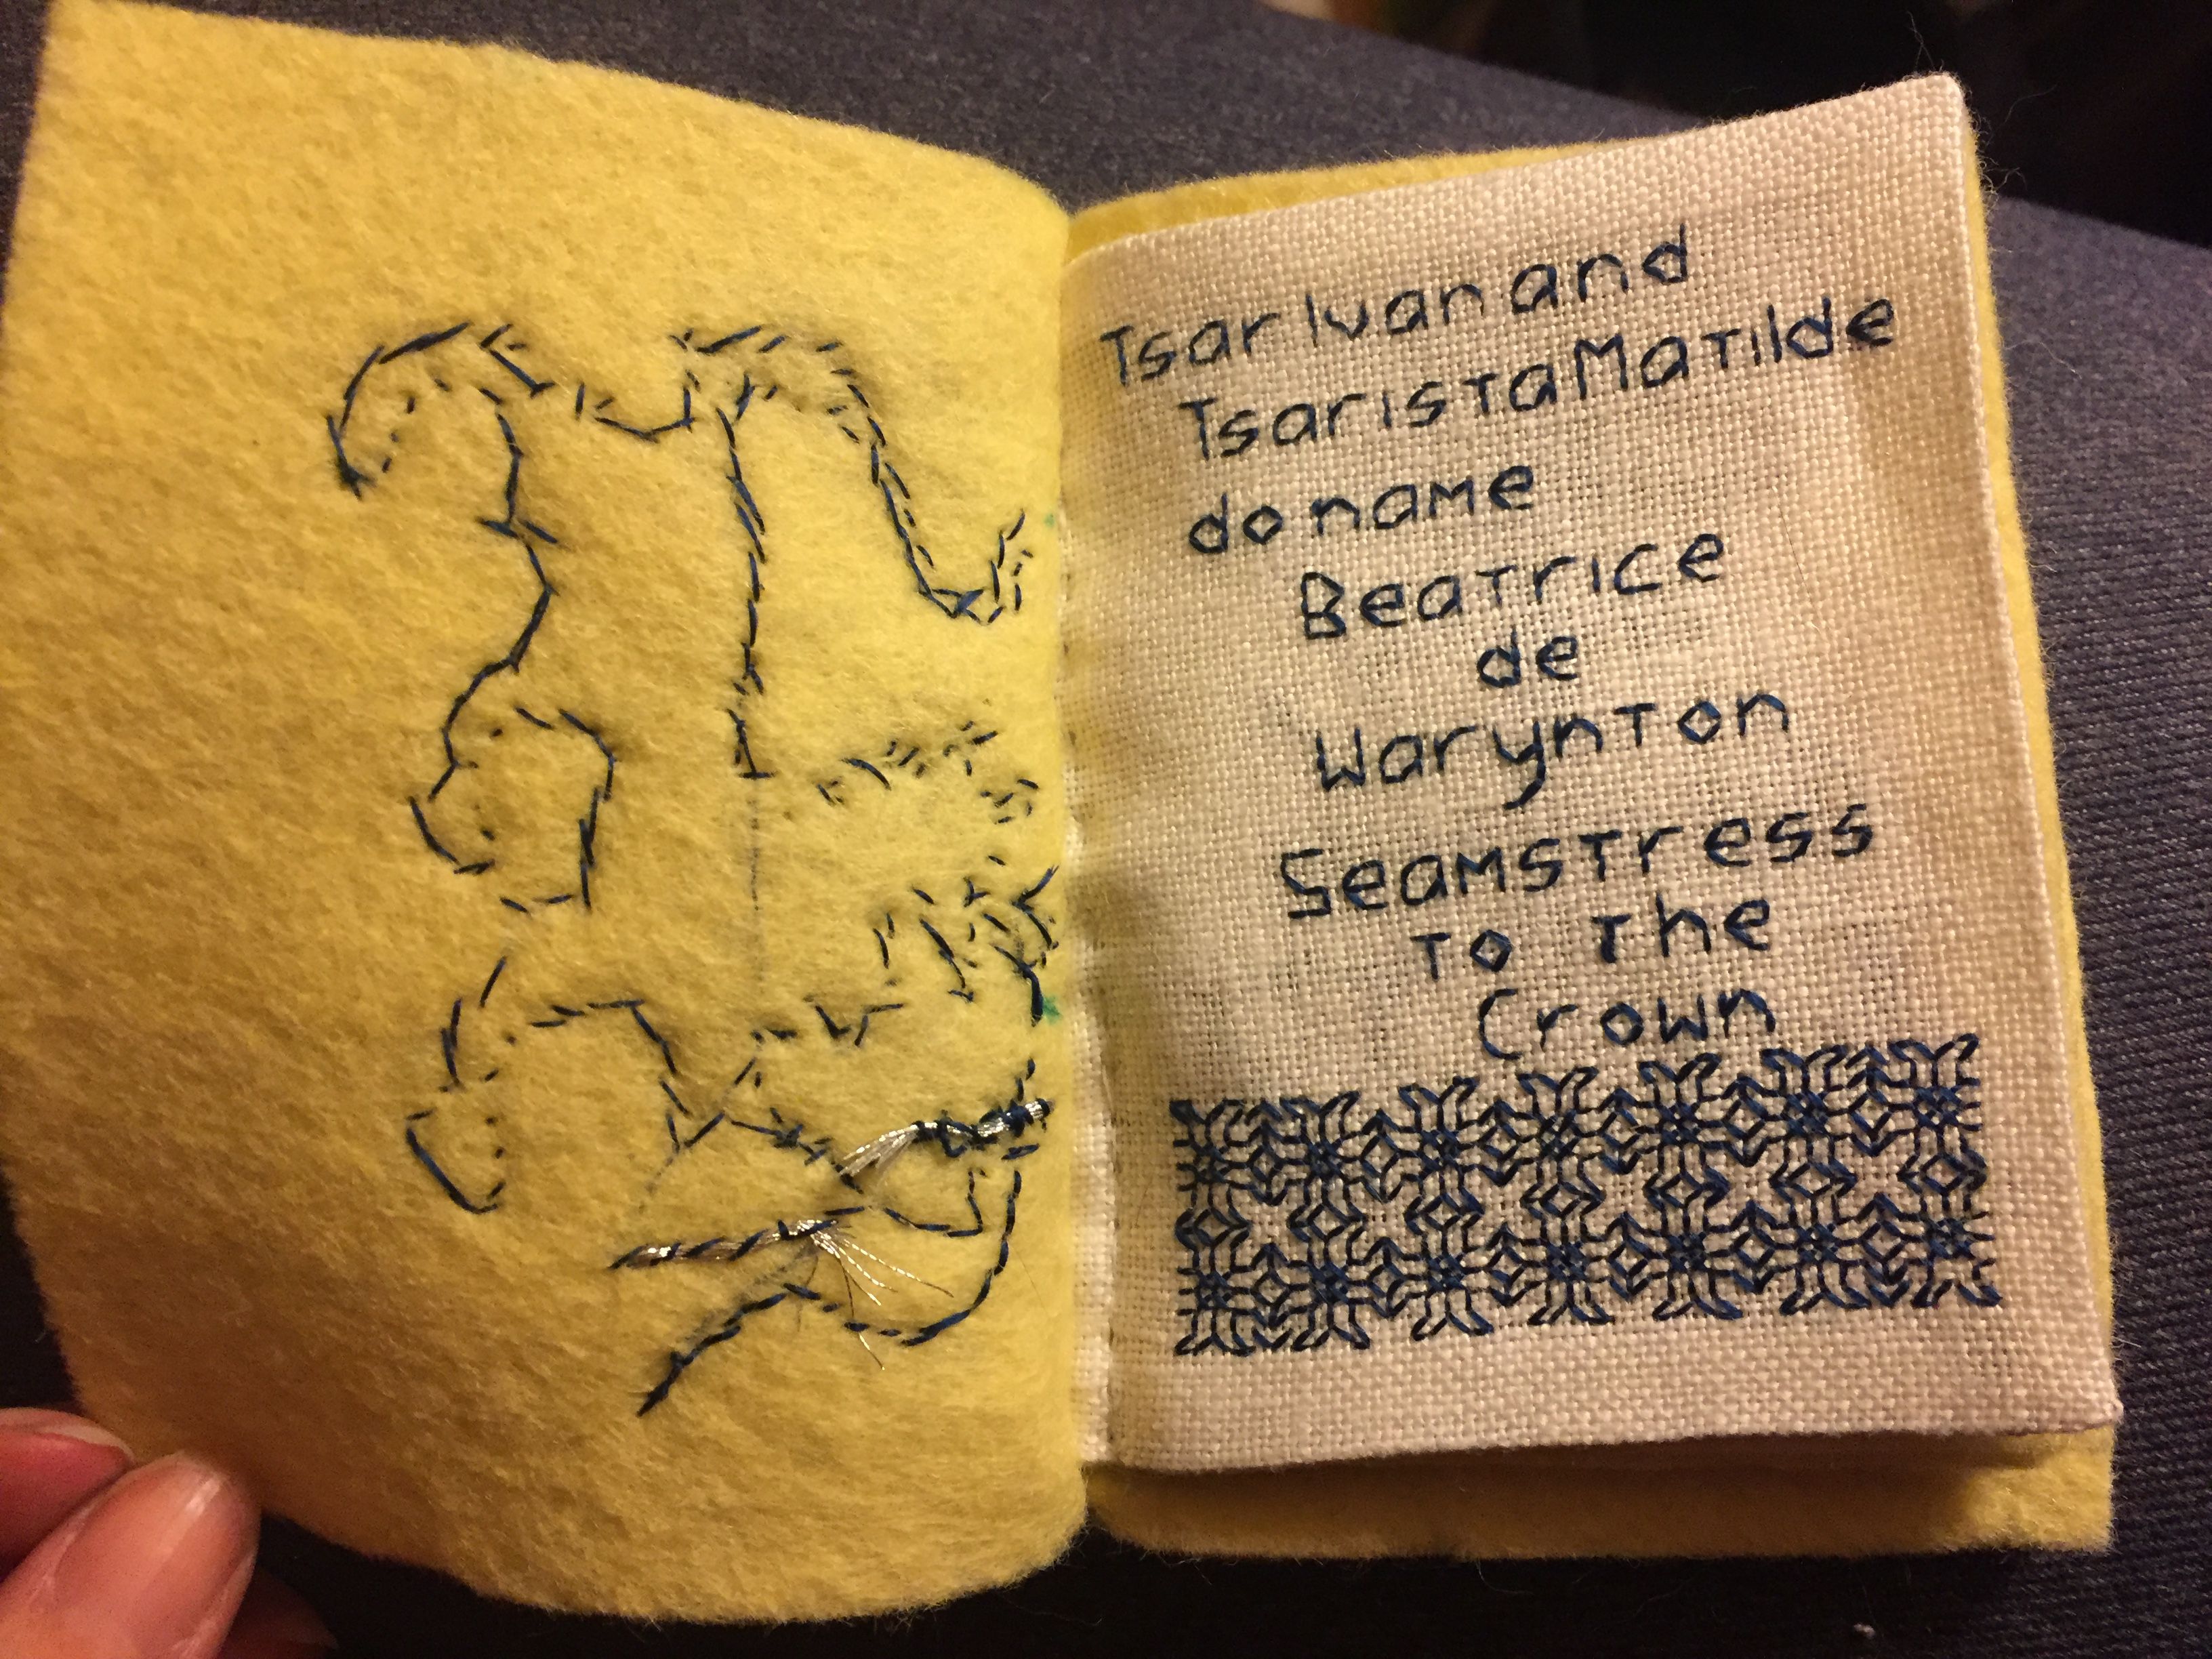 Tsar Ivan and
Tsarista Matilde
do name
Beatrice
de
Warynton
Seamstress
To The
Crown